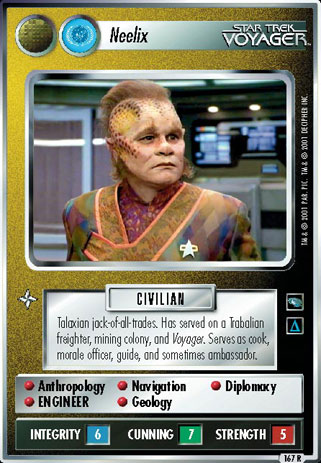 Neelix
STAR TREK
VOYAGER™
TM & © 2001 PAR. PIC. TM & © 2001 DECIPHER INC.
CIVILIAN
Talaxian jack-of-all-trades. Has served on a Trabalian
freighter, mining colony, and Voyager. Serves as cook,
morale officer, guide, and sometimes ambassador.
Anthropology Navigation Diplomacy
ENGINEER Geology
INTEGRITY 6 CUNNING 7 STRENGTH 5
167 R